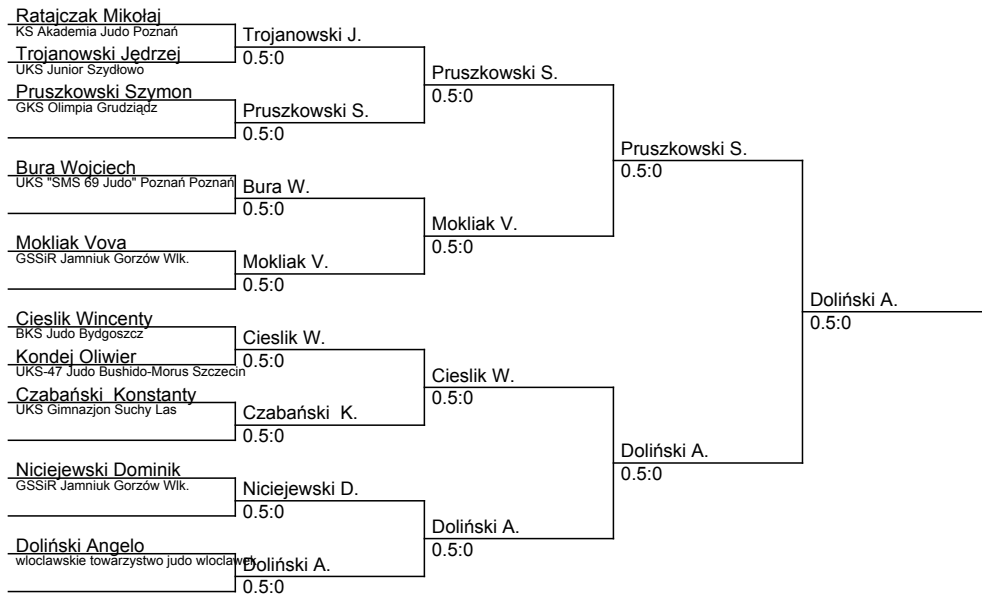 Ratajczak Mikołaj
KS Akademia Judo Poznań
Trojanowski Jędrzej
UKS Junior Szydłowo
Pruszkowski Szymon
GKS Olimpia Grudziądz
Bura Wojciech
UKS "SMS 69 Judo" Poznań Poznań
Mokliak Vova
GSSiR Jamniuk Gorzów Wlk.
Cieslik Wincenty
BKS Judo Bydgoszcz
Kondej Oliwier
UKS-47 Judo Bushido-Morus Szczecin
Czabański  Konstanty
UKS Gimnazjon Suchy Las
Niciejewski Dominik
GSSiR Jamniuk Gorzów Wlk.
Doliński Angelo
wloclawskie towarzystwo judo wloclawek
Trojanowski J.
0.5:0
Pruszkowski S.
0.5:0
Bura W.
0.5:0
Mokliak V.
0.5:0
Cieslik W.
0.5:0
Czabański  K.
0.5:0
Niciejewski D.
0.5:0
Doliński A.
0.5:0
Pruszkowski S.
0.5:0
Mokliak V.
0.5:0
Cieslik W.
0.5:0
Doliński A.
0.5:0
Pruszkowski S.
0.5:0
Doliński A.
0.5:0
Doliński A.
0.5:0